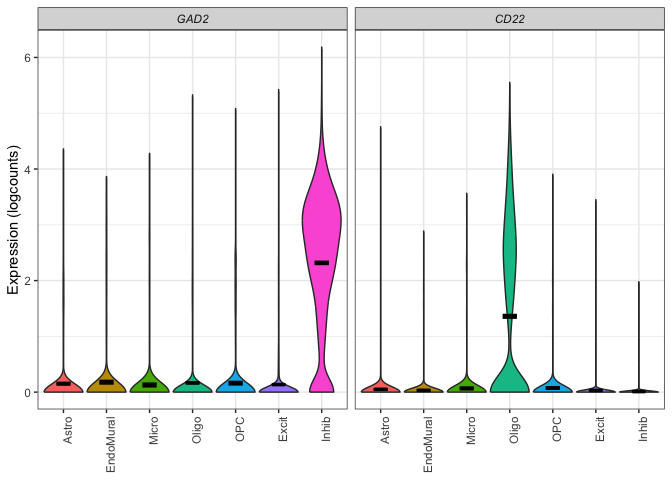 GAD2 CD22
Expression (logcounts)
6
4
2
0
Astro EndoMural Micro Oligo OPC Excit Inhib Astro EndoMural Micro Oligo OPC Excit Inhib